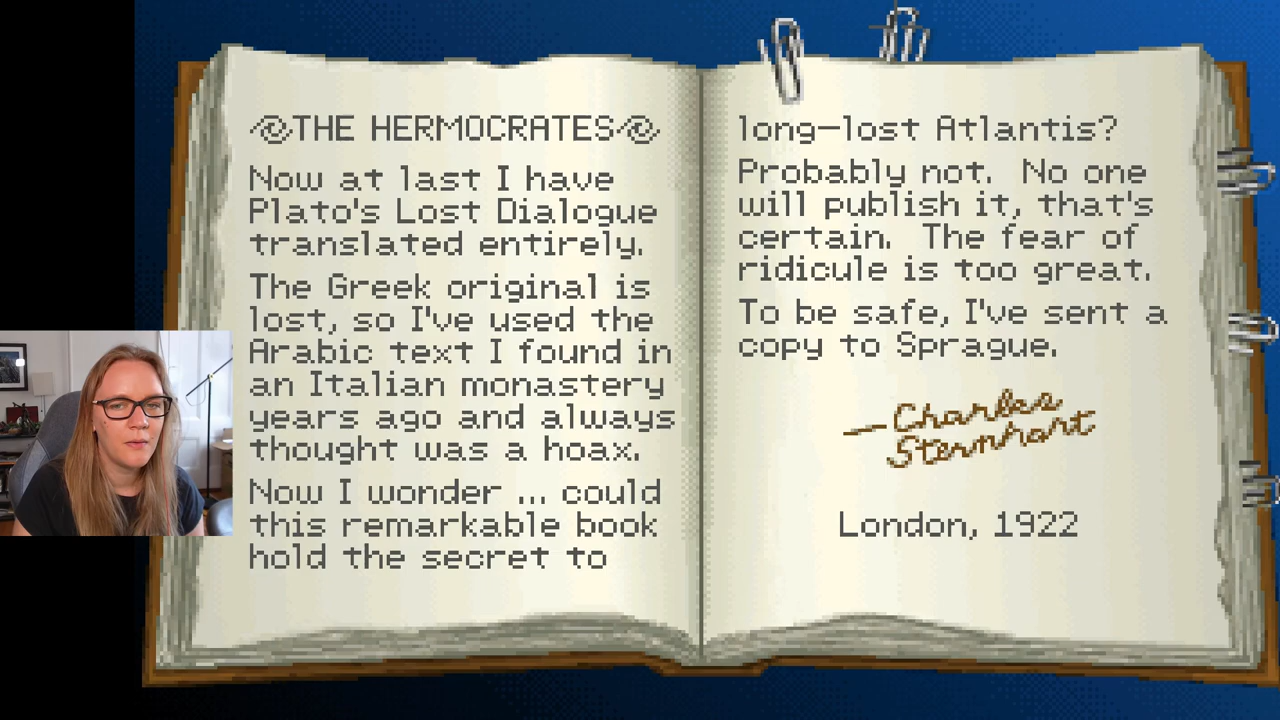 THE HERMOCRATES
Now at last I have
Plato's Lost Dialogue
translated entirely.
The Greek original is
lost, so I've used the
Arabic text I found in
an Italian monastery
years ago and always
thought was a hoax.
Now I wonder ... could
this remarkable book
hold the secret to
long-lost Atlantis?
Probably not.  No one
will publish it, that's
certain.  The fear of
ridicule is too great.
To be safe, I've sent a
copy to Sprague.
—Charles
Sternhart
London, 1922